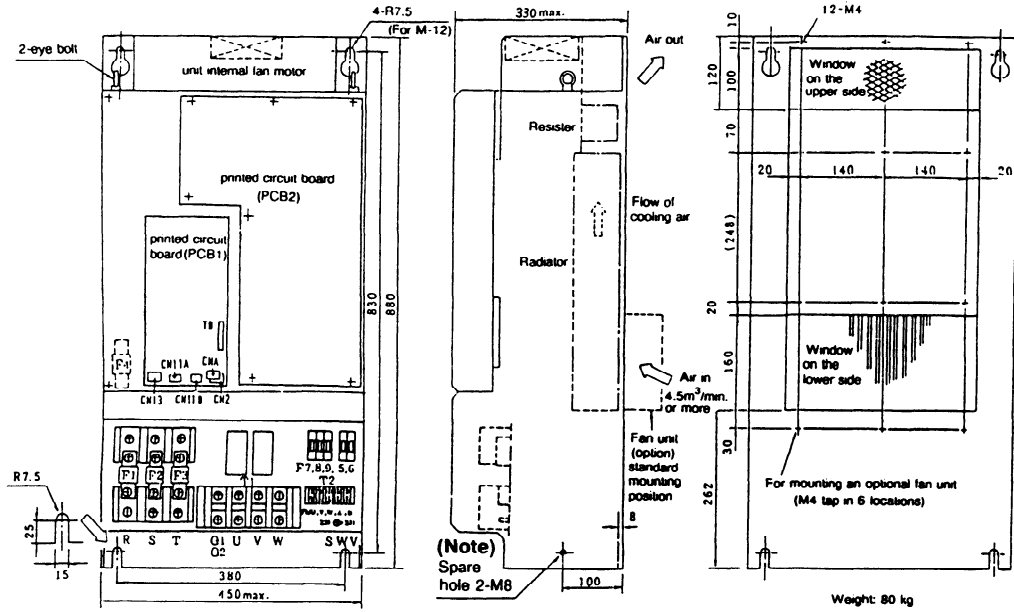 4-R7.5
(For M-12)
2-eye bolt
unit internal fan motor
printed circuit board
(PCB2)
printed circuit
board (PCB1)
TB
F4
CN11A
CNA
CN13
CN11B
CN2
830
880
F1
F2
F3
F7,8,9, 5,6
T2
R7.5
25
15
R S T
G1 U V W
O2
S W V
380
450 max.
330 max.
Air out
Resister
Flow of
cooling air
Radiator
Air in
4.5m³/min.
or more
Fan unit
(option)
standard
mounting
position
8
(Note)
Spare
hole 2-M8
100
12-M4
10
120
100
Window
on the
upper side
70
20
140
140
20
(248)
20
160
Window
on the
lower side
30
262
For mounting an optional fan unit
(M4 tap in 6 locations)
Weight: 80 kg